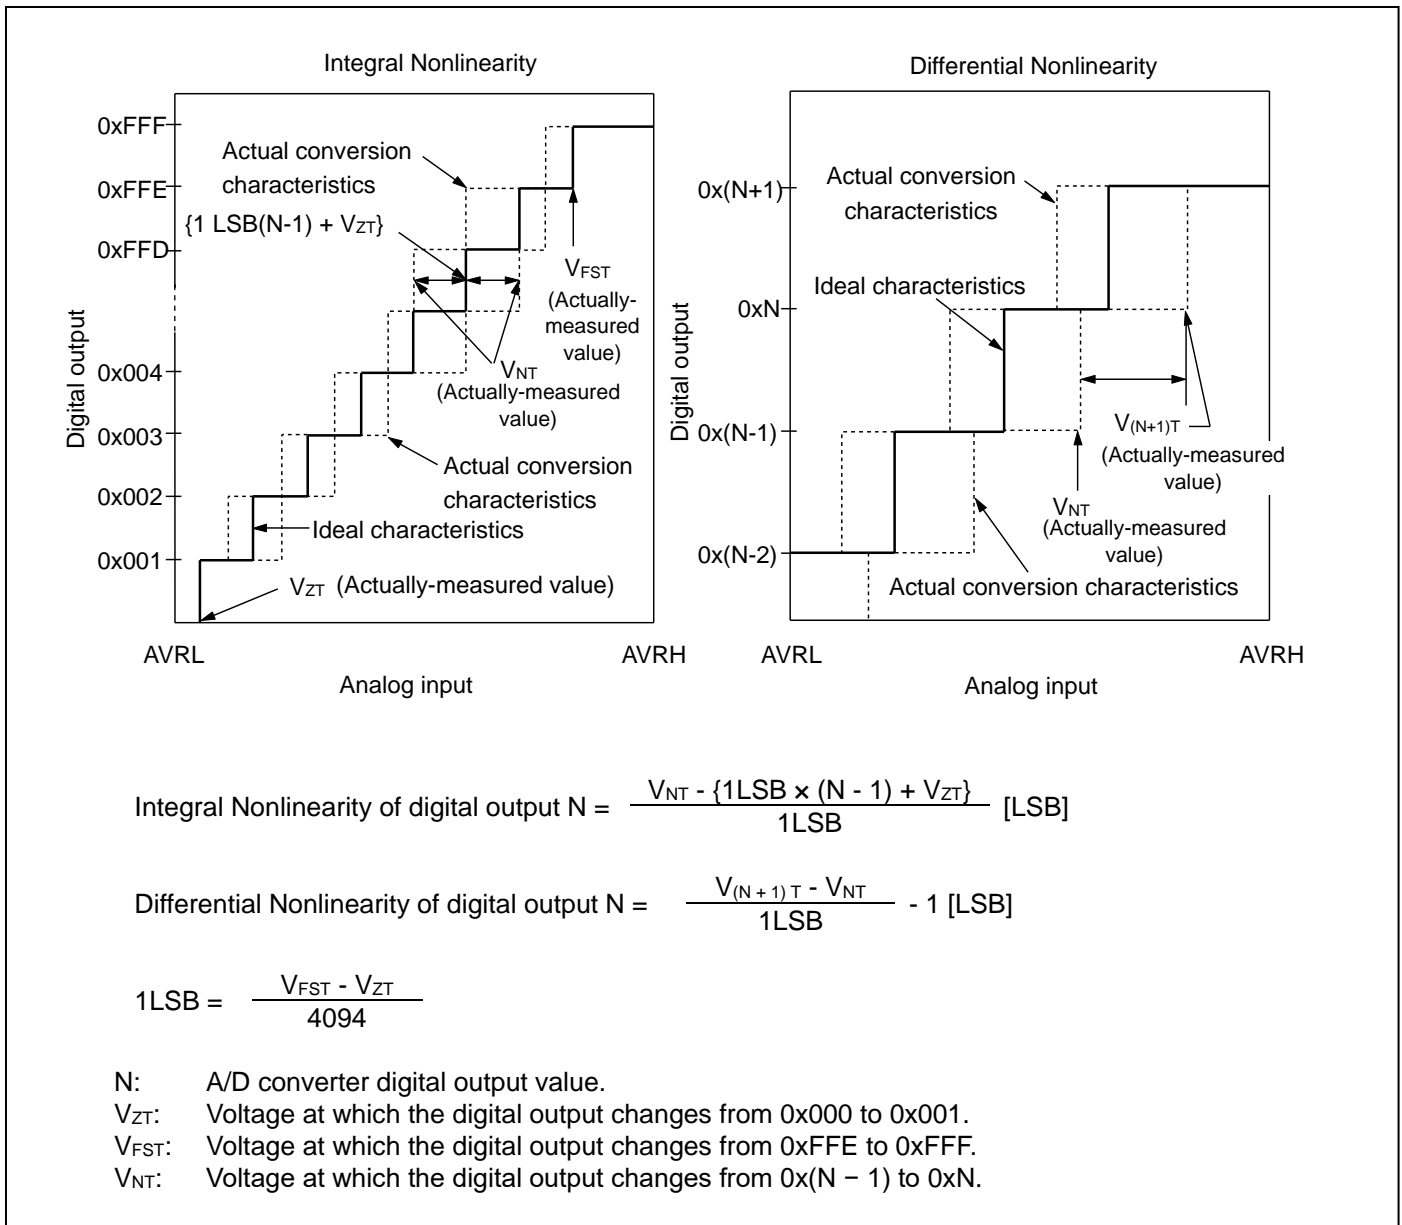 Integral Nonlinearity
0xFFF
Actual conversion
characteristics
0xFFE
{1 LSB(N-1) + VZT}
0xFFD
VFST
(Actually-
measured
value)
VNT
(Actually-measured
value)
0x004
Digital output
0x003
Actual conversion
characteristics
0x002
Ideal characteristics
0x001
VZT (Actually-measured value)
AVRL
AVRH
Analog input
Differential Nonlinearity
0x(N+1)
Actual conversion
characteristics
Ideal characteristics
0xN
Digital output
0x(N-1)
V(N+1)T
(Actually-measured
value)
VNT
(Actually-measured
value)
0x(N-2)
Actual conversion characteristics
AVRL
AVRH
Analog input
Integral Nonlinearity of digital output N = VNT - {1LSB × (N - 1) + VZT}
1LSB
[LSB]
Differential Nonlinearity of digital output N = V(N + 1) T - VNT
1LSB
- 1 [LSB]
1LSB = VFST - VZT
4094
N: A/D converter digital output value.
VZT: Voltage at which the digital output changes from 0x000 to 0x001.
VFST: Voltage at which the digital output changes from 0xFFE to 0xFFF.
VNT: Voltage at which the digital output changes from 0x(N − 1) to 0xN.